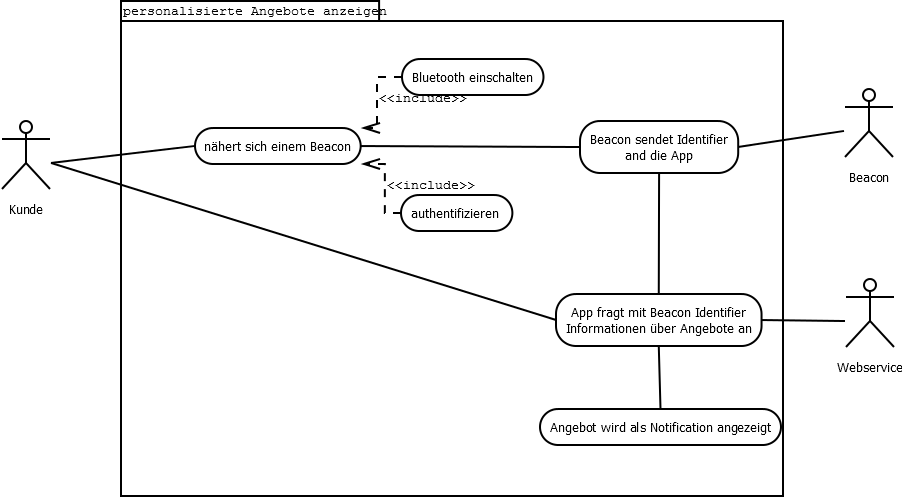 personalisierte Angebote anzeigen
Bluetooth einschalten
<<include>>
nähert sich einem Beacon
Beacon sendet Identifier
and die App
Beacon
Kunde
<<include>>
authentifizieren
App fragt mit Beacon Identifier
Informationen über Angebote an
Webservice
Angebot wird als Notification angezeigt